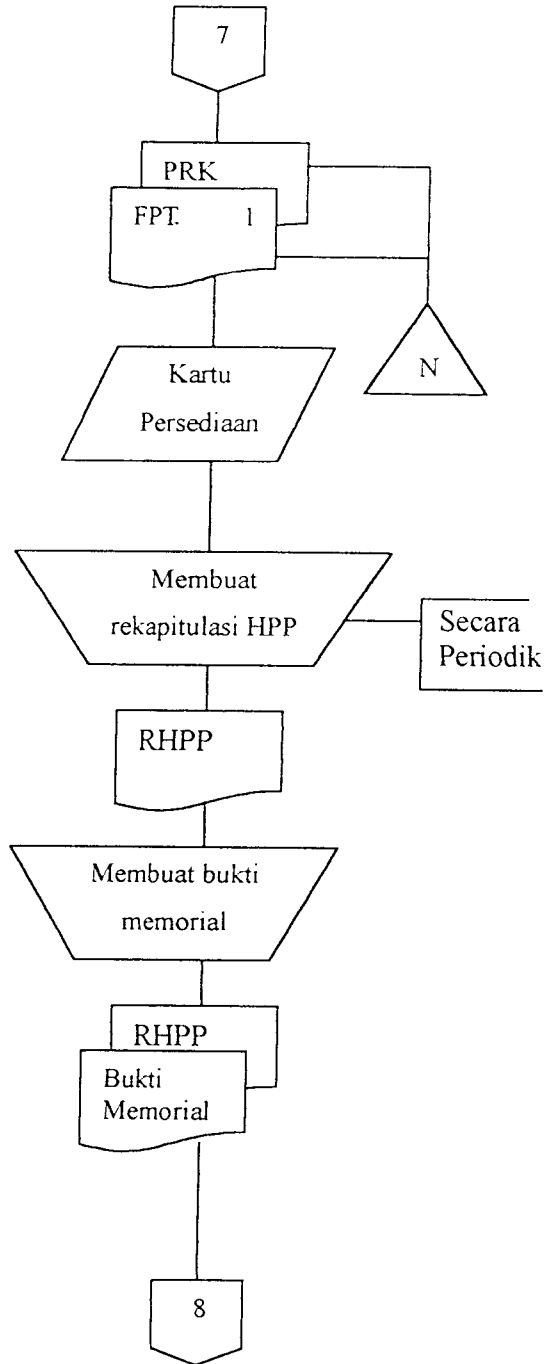 7
PRK
FPT. 1
N
Kartu
Persediaan
Membuat
rekapitulasi HPP
Secara
Periodik
RHPP
Membuat bukti
memorial
RHPP
Bukti
Memorial
8